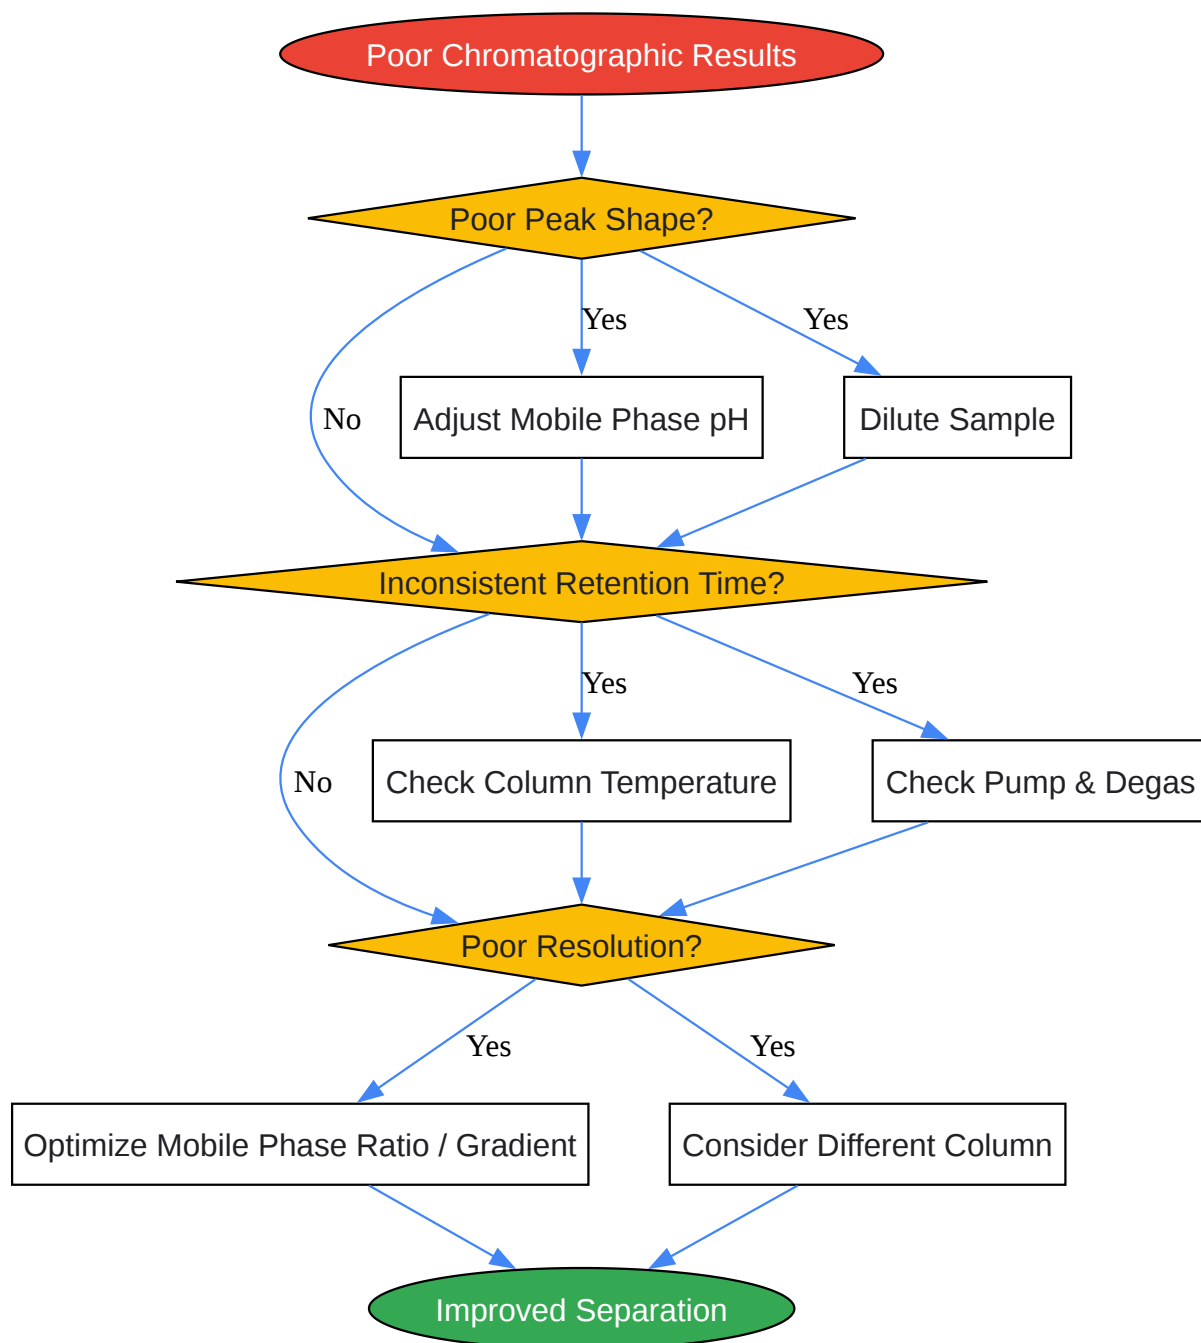 Poor Chromatographic Results
Poor Peak Shape?
Yes
Yes
No
Adjust Mobile Phase pH
Dilute Sample
Inconsistent Retention Time?
Yes
Yes
No
Check Column Temperature
Check Pump & Degas
Poor Resolution?
Yes
Yes
Optimize Mobile Phase Ratio / Gradient
Consider Different Column
Improved Separation